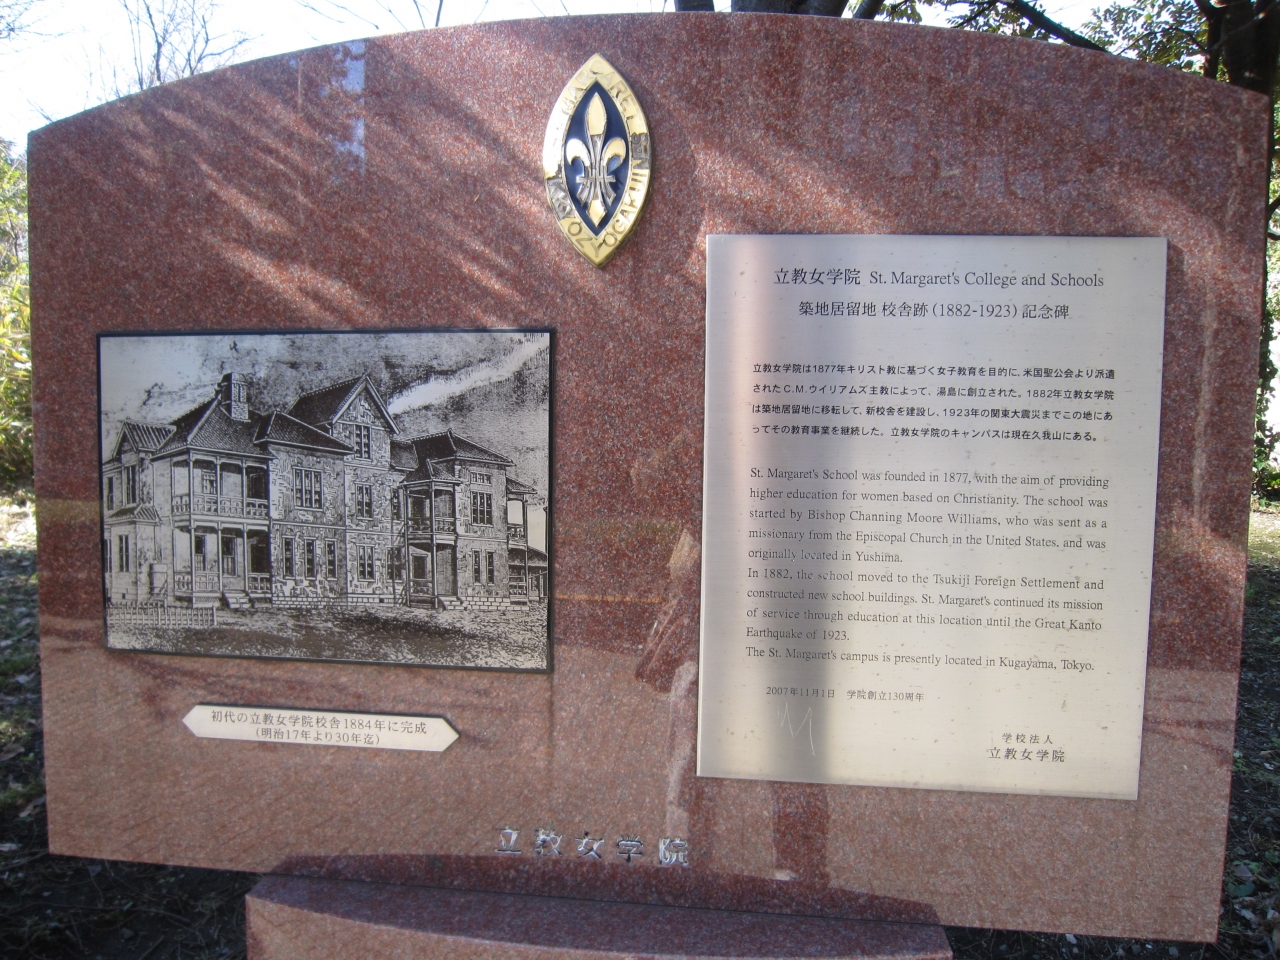 立教女学院 St. Margaret's College and Schools
築地居留地 校舎跡(1882-1923)記念碑
立教女学院は1877年キリスト教に基づく女子教育を目的に、米国聖公会より派遣
されたC.M.ウイリアムズ主教によって、湯島に創立された。1882年立教女学院
は築地居留地に移転して、新校舎を建設し、1923年の関東大震災までこの地にあ
ってその教育事業を継続した。立教女学院のキャンパスは現在久我山にある。
St. Margaret's School was founded in 1877, with the aim of providing
higher education for women based on Christianity. The school was
started by Bishop Channing Moore Williams, who was sent as a
missionary from the Episcopal Church in the United States, and was
originally located in Yushima.
In 1882, the school moved to the Tsukiji Foreign Settlement and
constructed new school buildings. St. Margaret's continued its mission
of service through education at this location until the Great Kanto
Earthquake of 1923.
The St. Margaret's campus is presently located in Kugayama, Tokyo.
2007年11月1日 学院創立130周年
学校法人
立教女学院
初代の立教女学院校舎1884年に完成
(明治17年より30年迄)
立教女学院